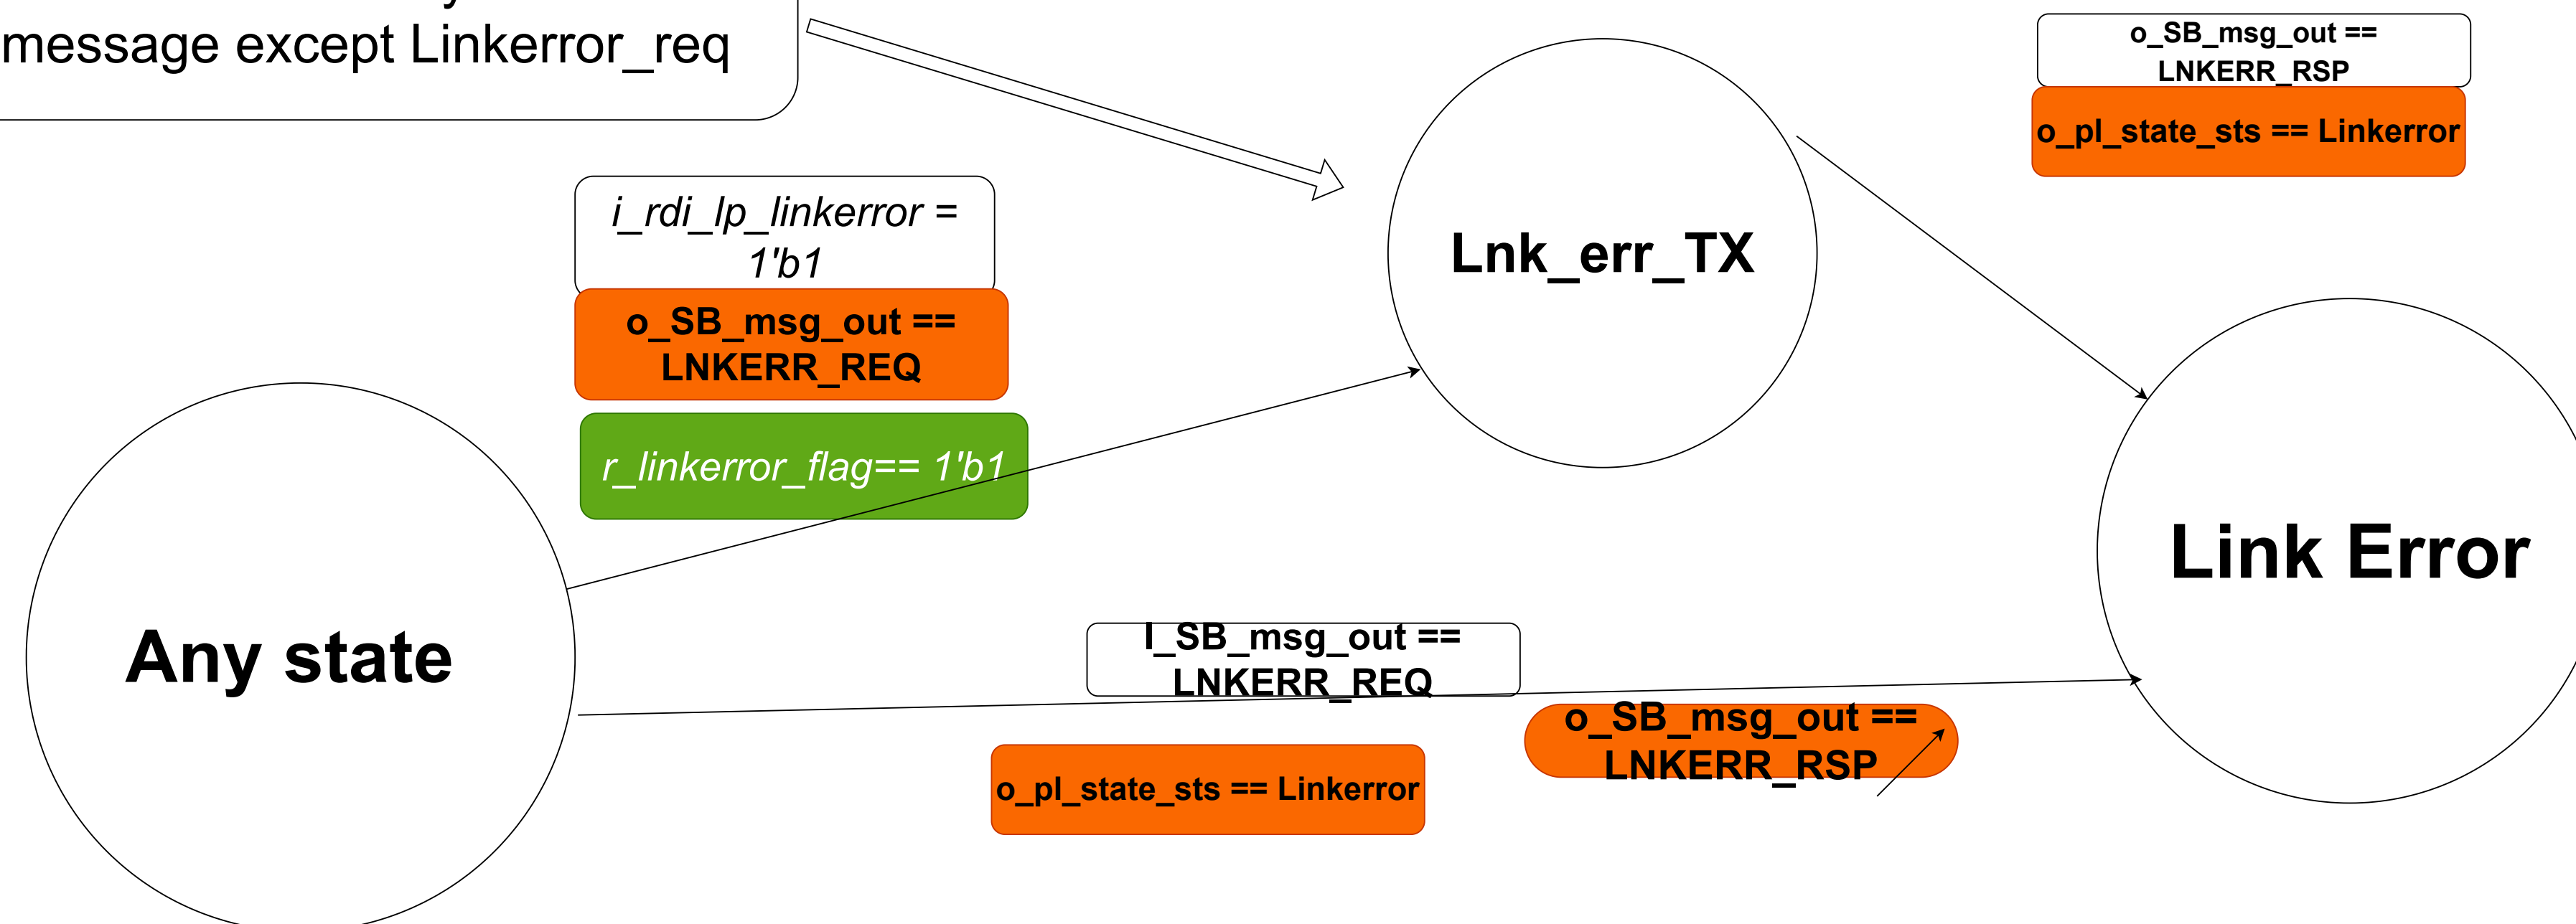 message except Linkerror_req
o_SB_msg_out ==
LNKERR_RSP
o_pl_state_sts == Linkerror
i_rdi_lp_linkerror =
1'b1
o_SB_msg_out ==
LNKERR_REQ
r_linkerror_flag== 1'b1
Lnk_err_TX
Link Error
Any state
I_SB_msg_out ==
LNKERR_REQ
o_SB_msg_out ==
LNKERR_RSP
o_pl_state_sts == Linkerror